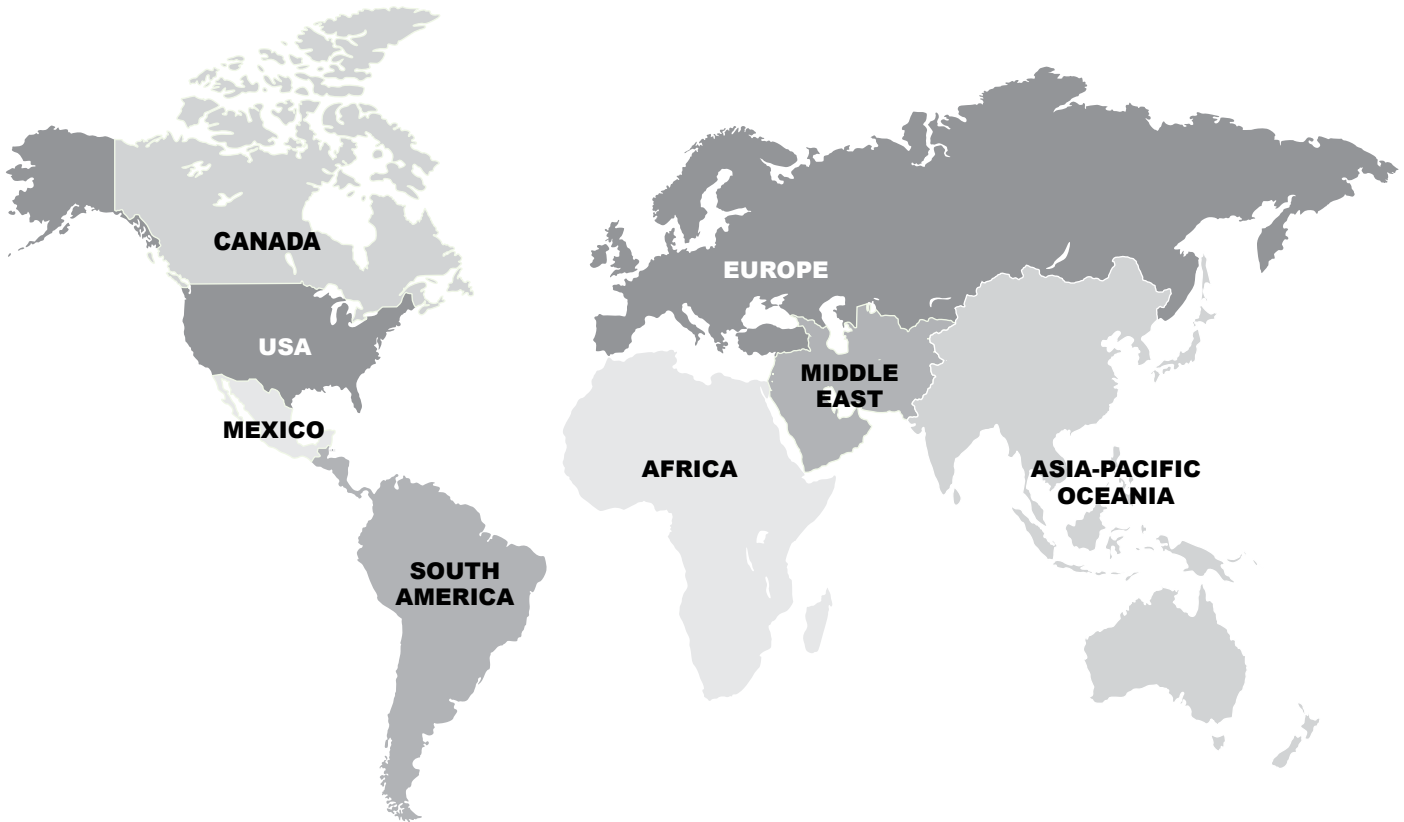 CANADA
EUROPE
USA
MIDDLE
EAST
MEXICO
AFRICA
ASIA-PACIFIC
OCEANIA
SOUTH
AMERICA